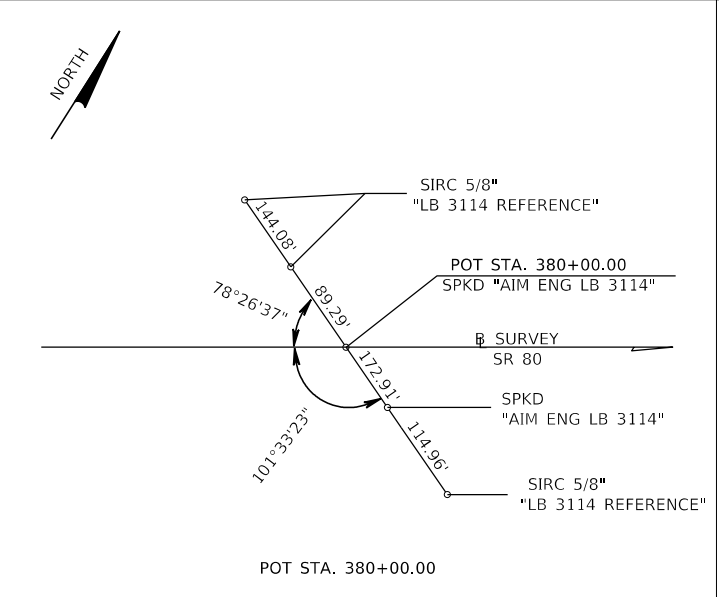 NORTH
SIRC 5/8"
"LB 3114 REFERENCE"
144.08'
POT STA. 380+00.00
SPKD "AIM ENG LB 3114"
78°26'37"
89.29'
B SURVEY
SR 80
172.91'
SPKD
"AIM ENG LB 3114"
101°33'23"
114.96'
SIRC 5/8"
"LB 3114 REFERENCE"
POT STA. 380+00.00